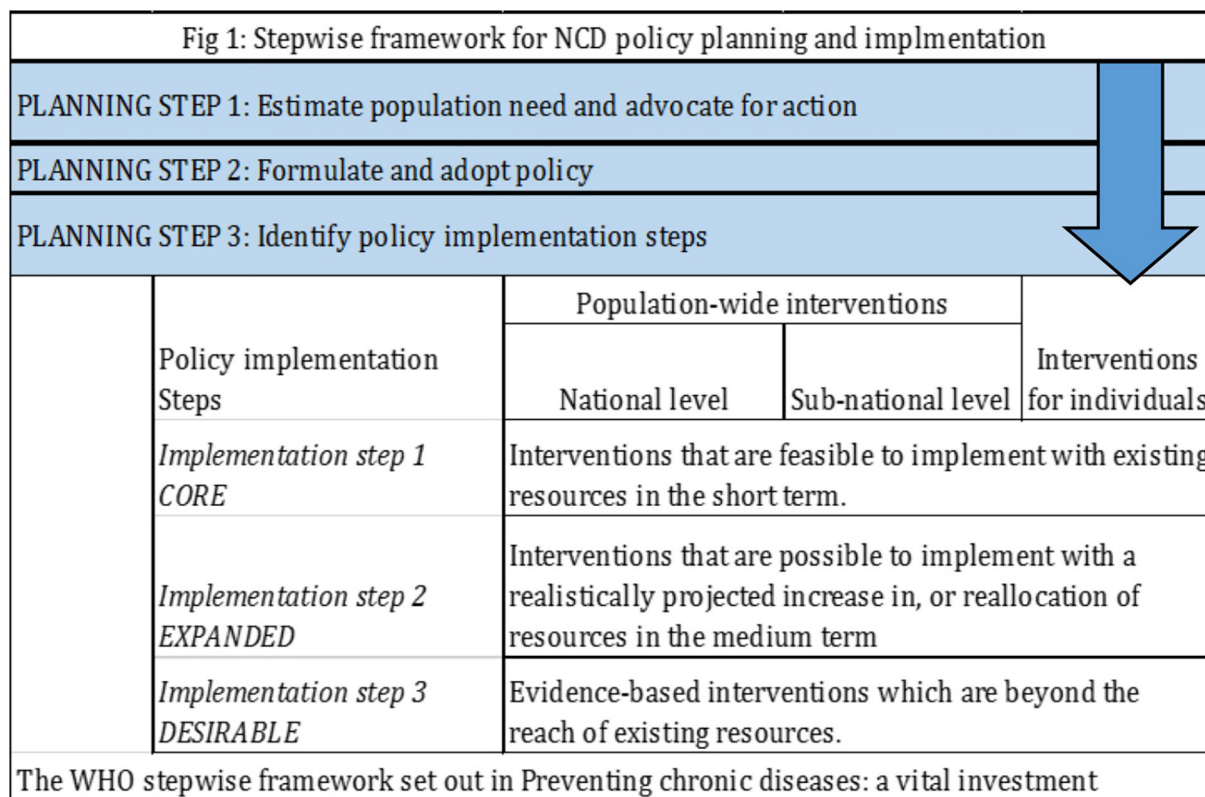 Fig 1: Stepwise framework for NCD policy planning and implmentation
PLANNING STEP 1: Estimate population need and advocate for action
PLANNING STEP 2: Formulate and adopt policy
PLANNING STEP 3: Identify policy implementation steps
Policy implementation
Steps
Population-wide interventions
National level
Sub-national level
Interventions
for individuals
Implementation step 1
CORE
Interventions that are feasible to implement with existing
resources in the short term.
Implementation step 2
EXPANDED
Interventions that are possible to implement with a
realistically projected increase in, or reallocation of
resources in the medium term
Implementation step 3
DESIRABLE
Evidence-based interventions which are beyond the
reach of existing resources.
The WHO stepwise framework set out in Preventing chronic diseases: a vital investment